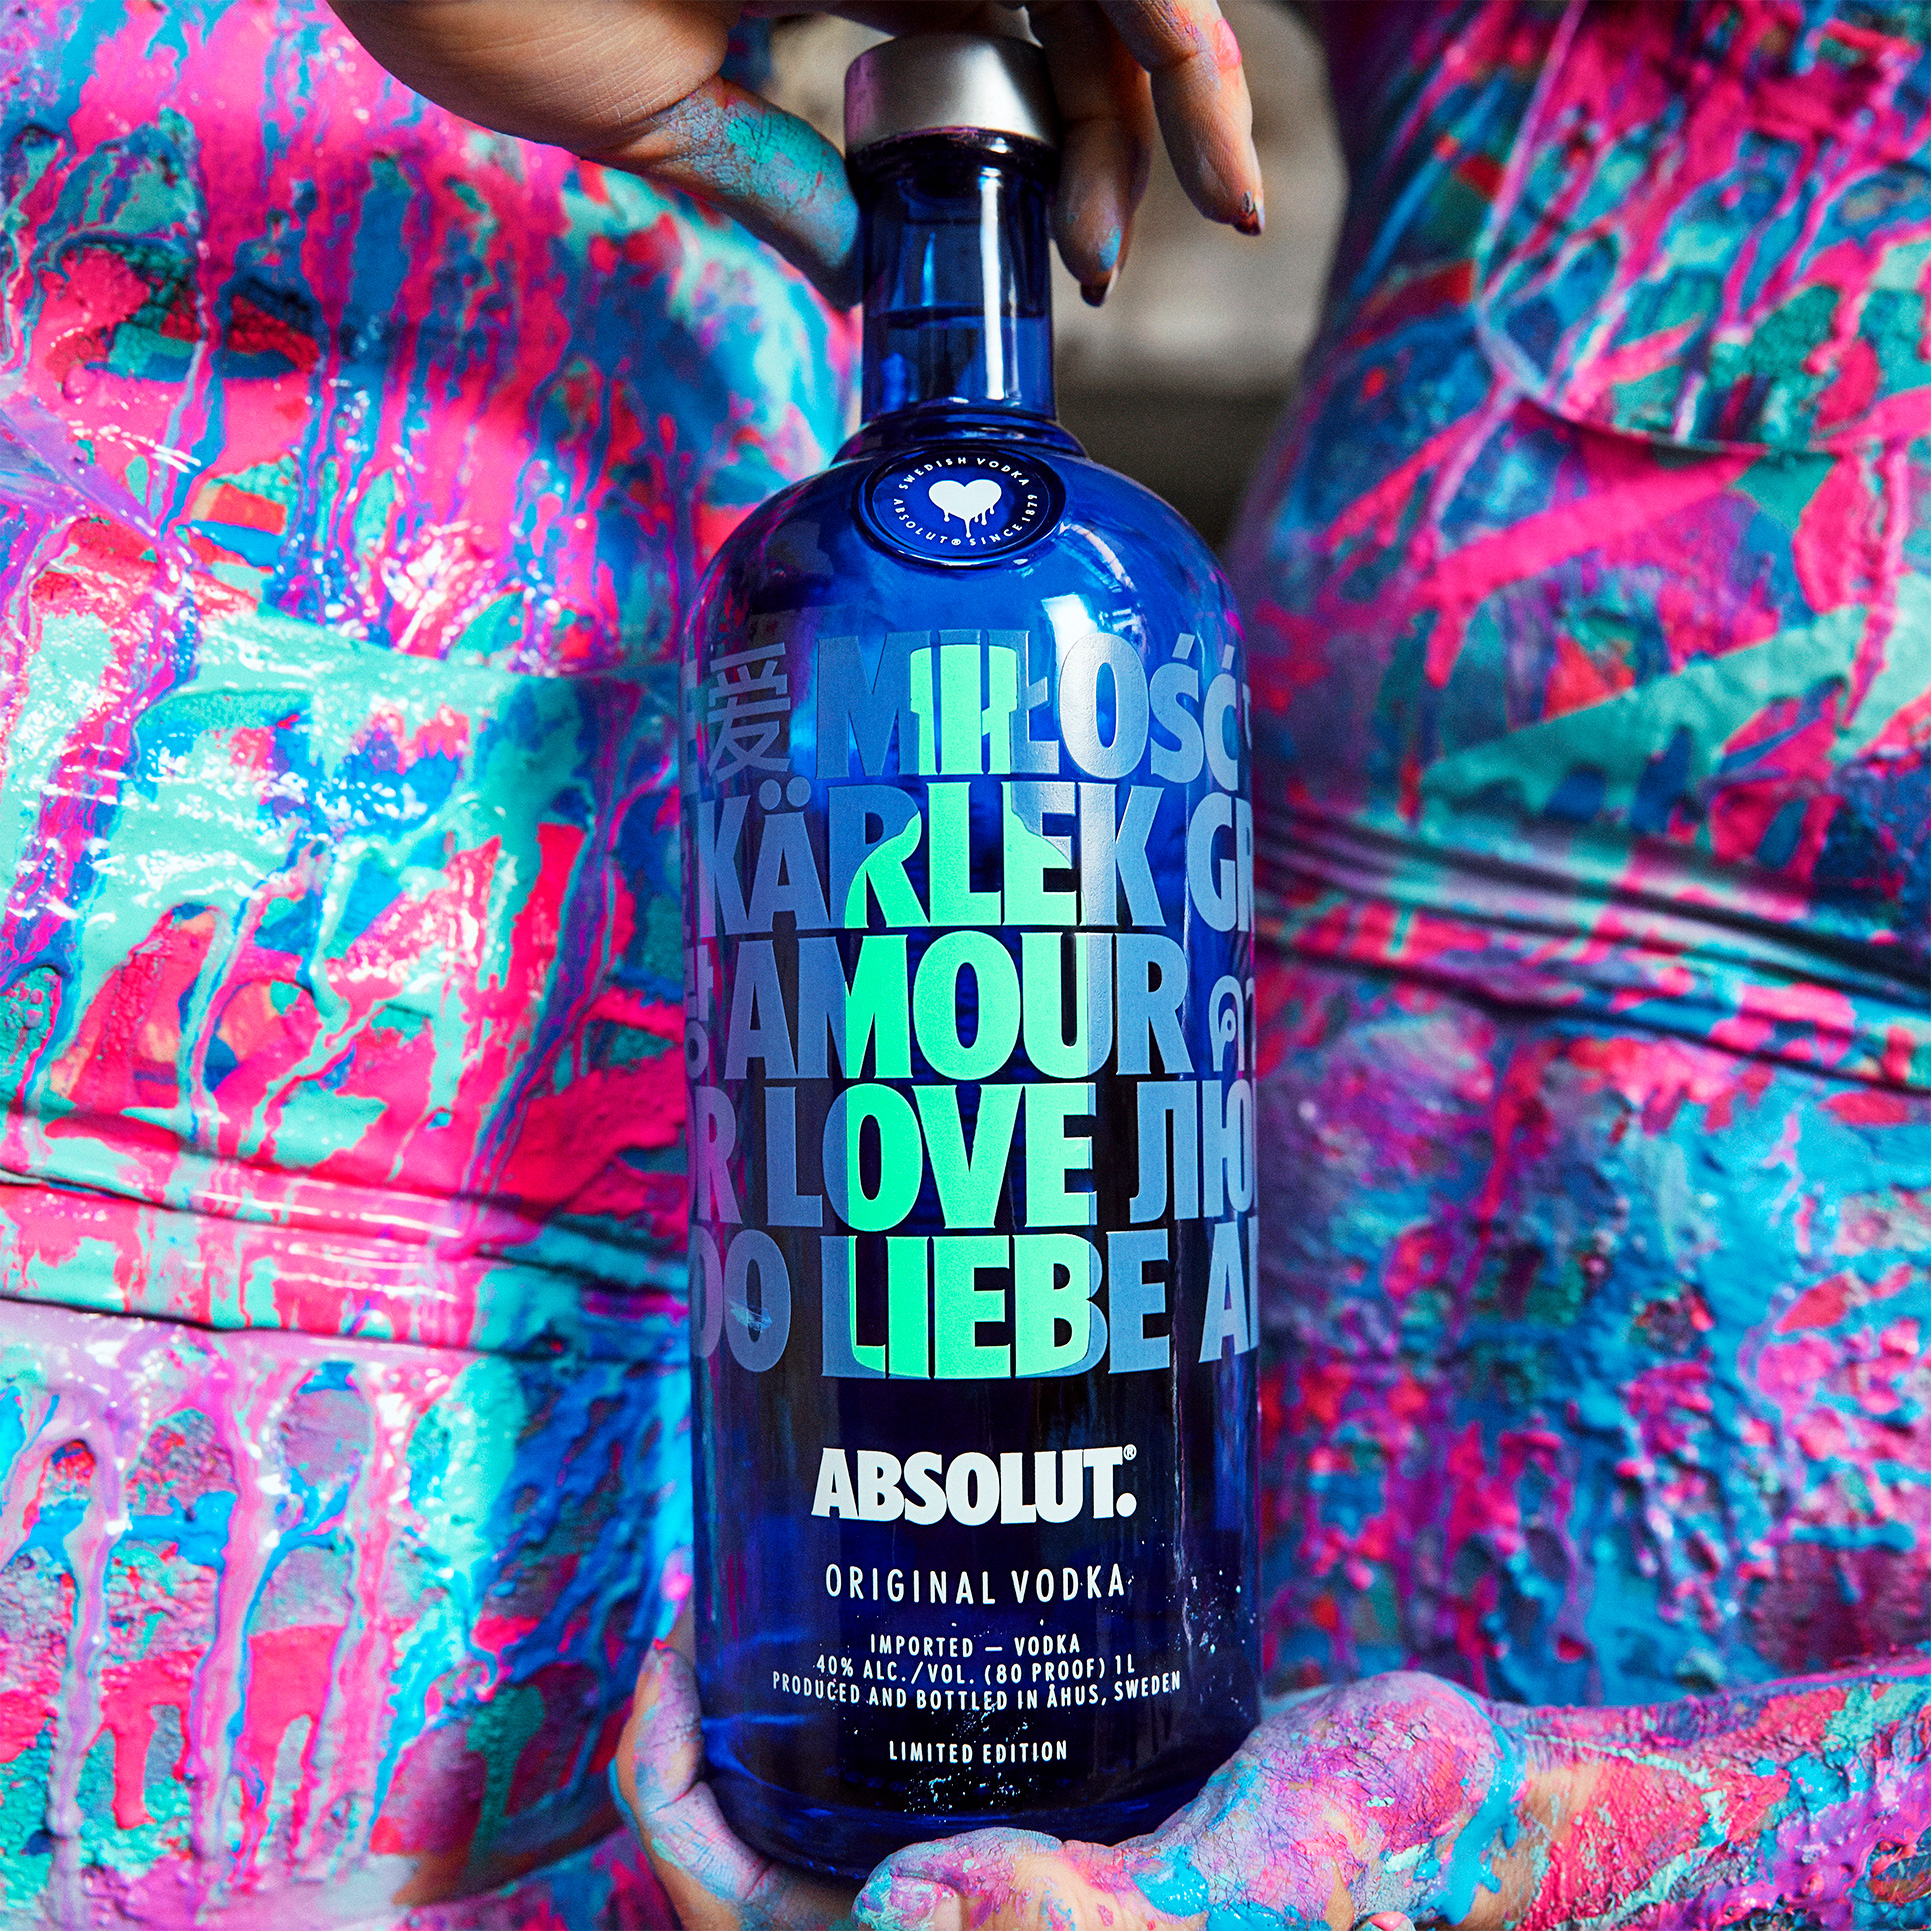 ABSOLUT® SWEDISH VODKA SINCE 1879
爱 MIŁOŚĆ
KÄRLEK
AMOUR
LOVE
LIEBE
ABSOLUT.®
ORIGINAL VODKA
IMPORTED — VODKA
40% ALC./VOL. (80 PROOF) 1L
PRODUCED AND BOTTLED IN ÅHUS, SWEDEN
LIMITED EDITION